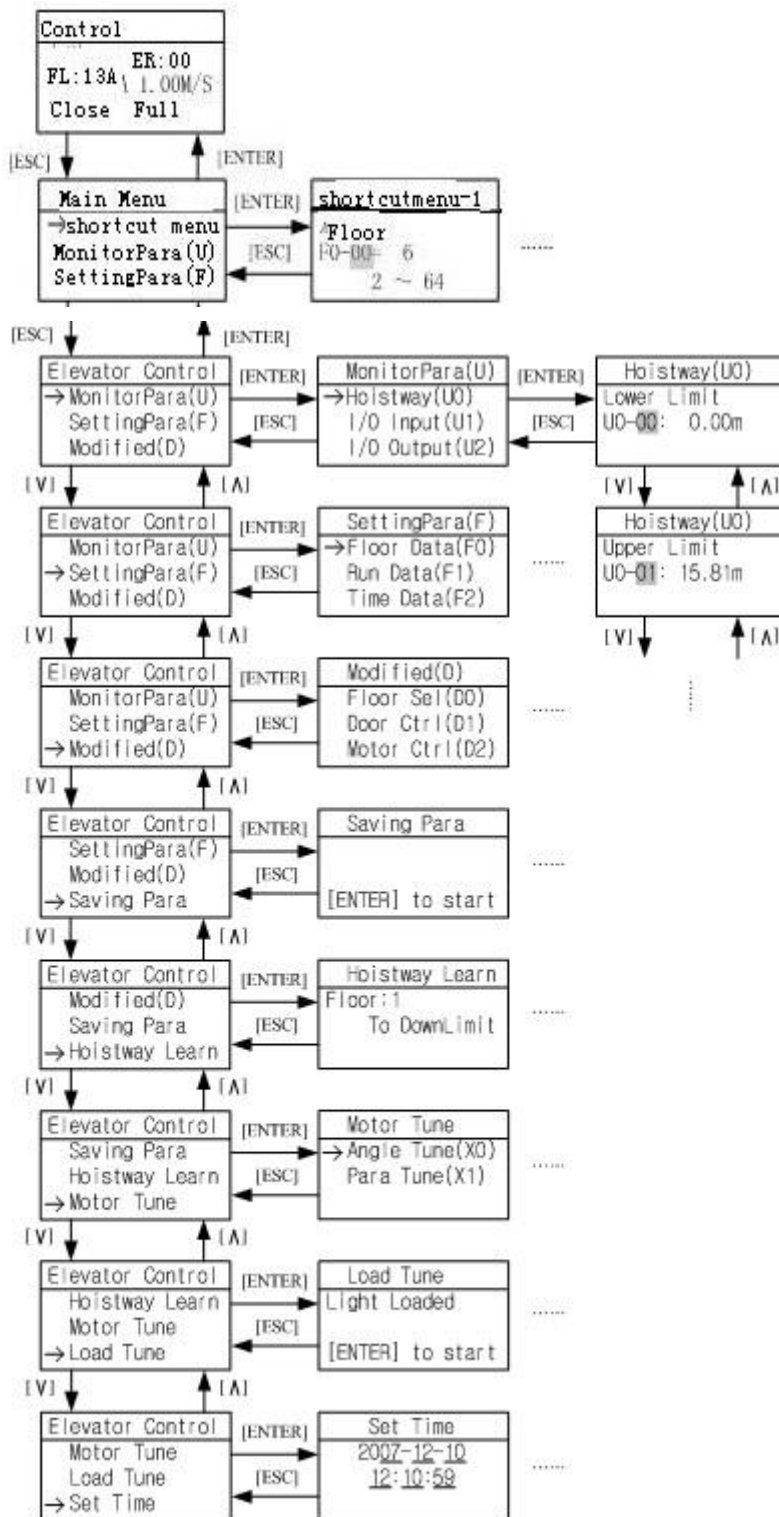 Control
ER:00
FL:13A 1.00M/S
Close Full
[ESC] [ENTER]
Main Menu [ENTER] shortcutmenu-1
→shortcut menu Floor
MonitorPara(U) [ESC] F0-00= 6 ......
SettingPara(F) 2 ~ 64
[ESC] [ENTER]
Elevator Control [ENTER] MonitorPara(U) [ENTER] Hoistway(U0)
→MonitorPara(U) →Hoistway(U0) Lower Limit
SettingPara(F) [ESC] I/O Input(U1) [ESC] U0-00: 0.00m
Modified(D) I/O Output(U2)
[V] [Λ] [V] [Λ]
Elevator Control [ENTER] SettingPara(F) Hoistway(U0)
MonitorPara(U) →Floor Data(F0) ...... Upper Limit
→SettingPara(F) [ESC] Run Data(F1) U0-01: 15.81m
Modified(D) Time Data(F2)
[V] [Λ] [V] [Λ]
Elevator Control [ENTER] Modified(D)
MonitorPara(U) Floor Sel(D0)
SettingPara(F) [ESC] Door Ctrl(D1) ......
→Modified(D) Motor Ctrl(D2)
[V] [Λ]
Elevator Control [ENTER] Saving Para
SettingPara(F)
Modified(D) [ESC] ......
→Saving Para [ENTER] to start
[V] [Λ]
Elevator Control [ENTER] Hoistway Learn
Modified(D) Floor:1
Saving Para [ESC] To DownLimit ......
→Hoistway Learn
[V] [Λ]
Elevator Control [ENTER] Motor Tune
Saving Para →Angle Tune(X0)
Hoistway Learn [ESC] Para Tune(X1) ......
→Motor Tune
[V] [Λ]
Elevator Control [ENTER] Load Tune
Hoistway Learn Light Loaded
Motor Tune [ESC] ......
→Load Tune [ENTER] to start
[V] [Λ]
Elevator Control [ENTER] Set Time
Motor Tune 2007-12-10
Load Tune [ESC] 12:10:59 ......
→Set Time